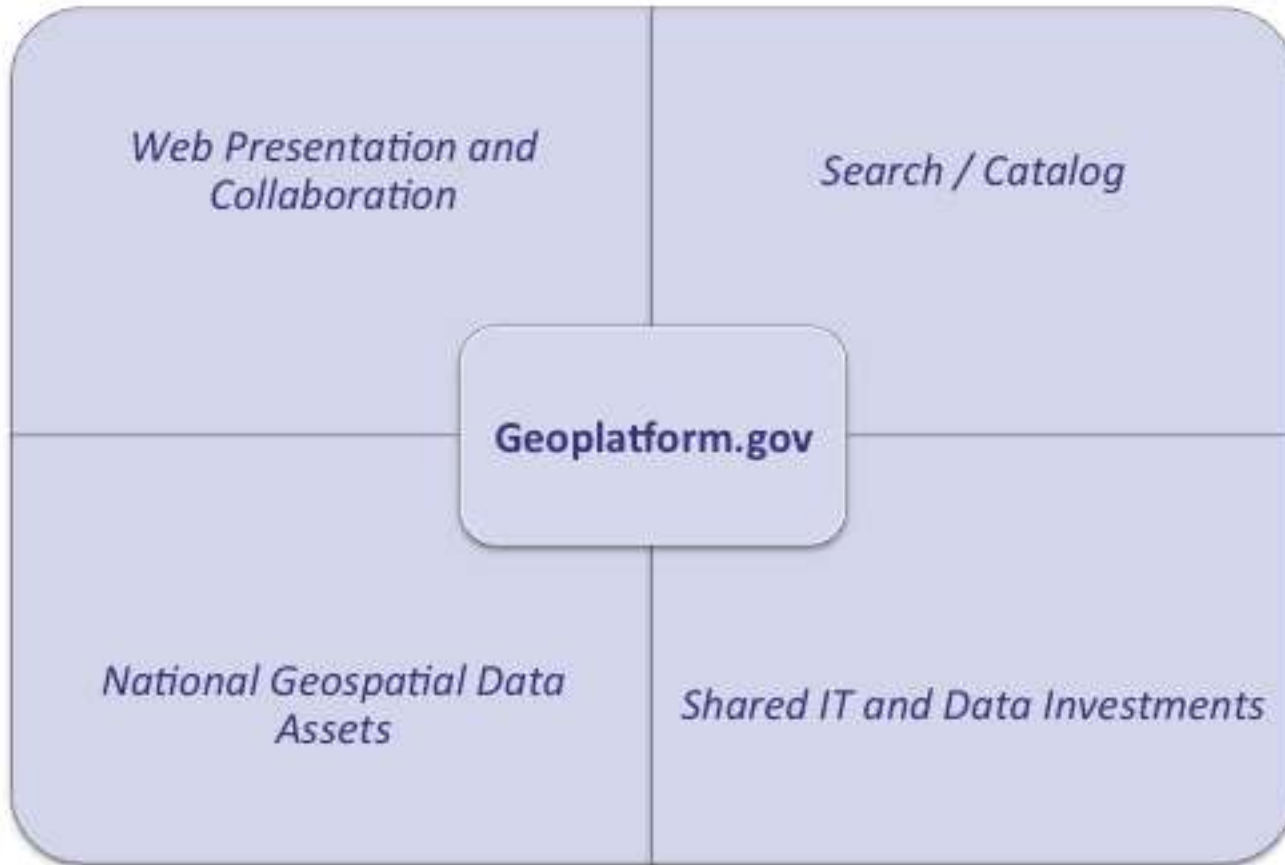 Web Presentation and
Collaboration
Search / Catalog
Geoplatform.gov
National Geospatial Data
Assets
Shared IT and Data Investments